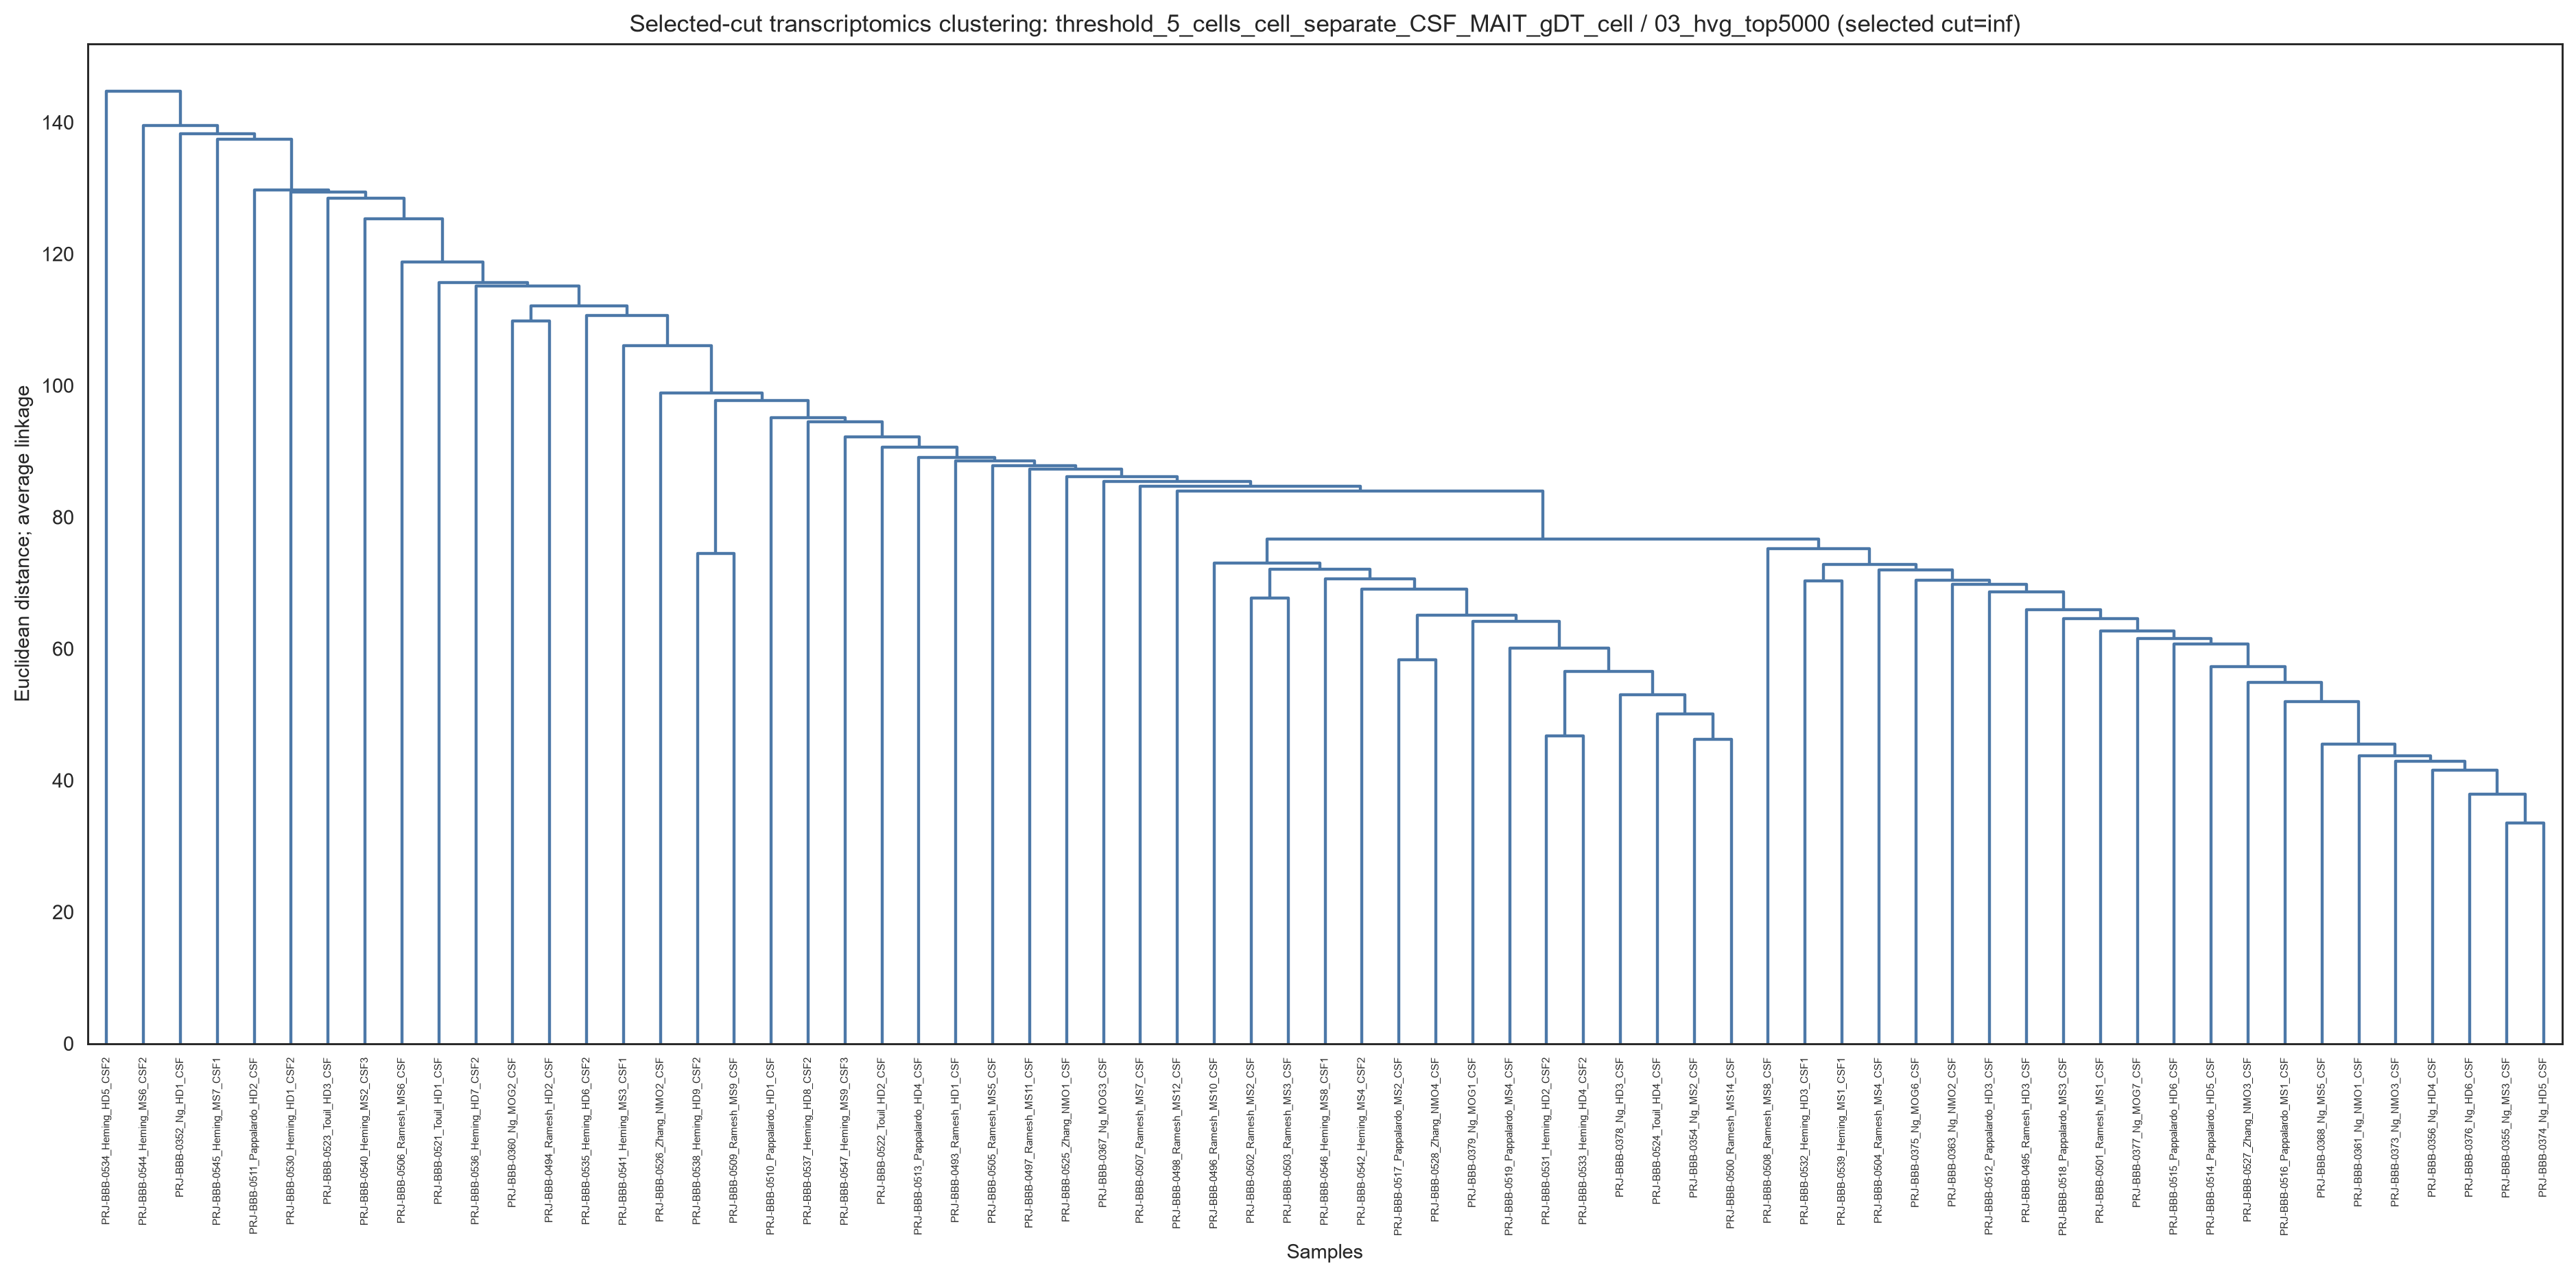 Selected-cut transcriptomics clustering: threshold_5_cells_cell_separate_CSF_MAIT_gDT_cell / 03_hvg_top5000 (selected cut=inf)
Euclidean distance; average linkage
140
120
100
80
60
40
20
0
PRJ-BBB-0534_Heming_HD5_CSF2
PRJ-BBB-0544_Heming_MS6_CSF2
PRJ-BBB-0352_Ng_HD1_CSF
PRJ-BBB-0545_Heming_MS7_CSF1
PRJ-BBB-0511_Pappalardo_HD2_CSF
PRJ-BBB-0530_Heming_HD1_CSF2
PRJ-BBB-0523_Touil_HD3_CSF
PRJ-BBB-0540_Heming_MS2_CSF3
PRJ-BBB-0506_Ramesh_MS6_CSF
PRJ-BBB-0521_Touil_HD1_CSF
PRJ-BBB-0536_Heming_HD7_CSF2
PRJ-BBB-0360_Ng_MOG2_CSF
PRJ-BBB-0494_Ramesh_HD2_CSF
PRJ-BBB-0535_Heming_HD6_CSF2
PRJ-BBB-0541_Heming_MS3_CSF1
PRJ-BBB-0526_Zhang_NMO2_CSF
PRJ-BBB-0538_Heming_HD9_CSF2
PRJ-BBB-0509_Ramesh_MS9_CSF
PRJ-BBB-0510_Pappalardo_HD1_CSF
PRJ-BBB-0537_Heming_HD8_CSF2
PRJ-BBB-0547_Heming_MS9_CSF3
PRJ-BBB-0522_Touil_HD2_CSF
PRJ-BBB-0513_Pappalardo_HD4_CSF
PRJ-BBB-0493_Ramesh_HD1_CSF
PRJ-BBB-0505_Ramesh_MS5_CSF
PRJ-BBB-0497_Ramesh_MS11_CSF
PRJ-BBB-0525_Zhang_NMO1_CSF
PRJ-BBB-0367_Ng_MOG3_CSF
PRJ-BBB-0507_Ramesh_MS7_CSF
PRJ-BBB-0498_Ramesh_MS12_CSF
PRJ-BBB-0496_Ramesh_MS10_CSF
PRJ-BBB-0502_Ramesh_MS2_CSF
PRJ-BBB-0503_Ramesh_MS3_CSF
PRJ-BBB-0546_Heming_MS8_CSF1
PRJ-BBB-0542_Heming_MS4_CSF2
PRJ-BBB-0517_Pappalardo_MS2_CSF
PRJ-BBB-0528_Zhang_NMO4_CSF
PRJ-BBB-0379_Ng_MOG1_CSF
PRJ-BBB-0519_Pappalardo_MS4_CSF
PRJ-BBB-0531_Heming_HD2_CSF2
PRJ-BBB-0533_Heming_HD4_CSF2
PRJ-BBB-0378_Ng_HD3_CSF
PRJ-BBB-0524_Touil_HD4_CSF
PRJ-BBB-0354_Ng_MS2_CSF
PRJ-BBB-0500_Ramesh_MS14_CSF
PRJ-BBB-0508_Ramesh_MS8_CSF
PRJ-BBB-0532_Heming_HD3_CSF1
PRJ-BBB-0539_Heming_MS1_CSF1
PRJ-BBB-0504_Ramesh_MS4_CSF
PRJ-BBB-0375_Ng_MOG6_CSF
PRJ-BBB-0363_Ng_NMO2_CSF
PRJ-BBB-0512_Pappalardo_HD3_CSF
PRJ-BBB-0495_Ramesh_HD3_CSF
PRJ-BBB-0518_Pappalardo_MS3_CSF
PRJ-BBB-0501_Ramesh_MS1_CSF
PRJ-BBB-0377_Ng_MOG7_CSF
PRJ-BBB-0515_Pappalardo_HD6_CSF
PRJ-BBB-0514_Pappalardo_HD5_CSF
PRJ-BBB-0527_Zhang_NMO3_CSF
PRJ-BBB-0516_Pappalardo_MS1_CSF
PRJ-BBB-0368_Ng_MS5_CSF
PRJ-BBB-0361_Ng_NMO1_CSF
PRJ-BBB-0373_Ng_NMO3_CSF
PRJ-BBB-0356_Ng_HD4_CSF
PRJ-BBB-0376_Ng_HD6_CSF
PRJ-BBB-0355_Ng_MS3_CSF
PRJ-BBB-0374_Ng_HD5_CSF
Samples